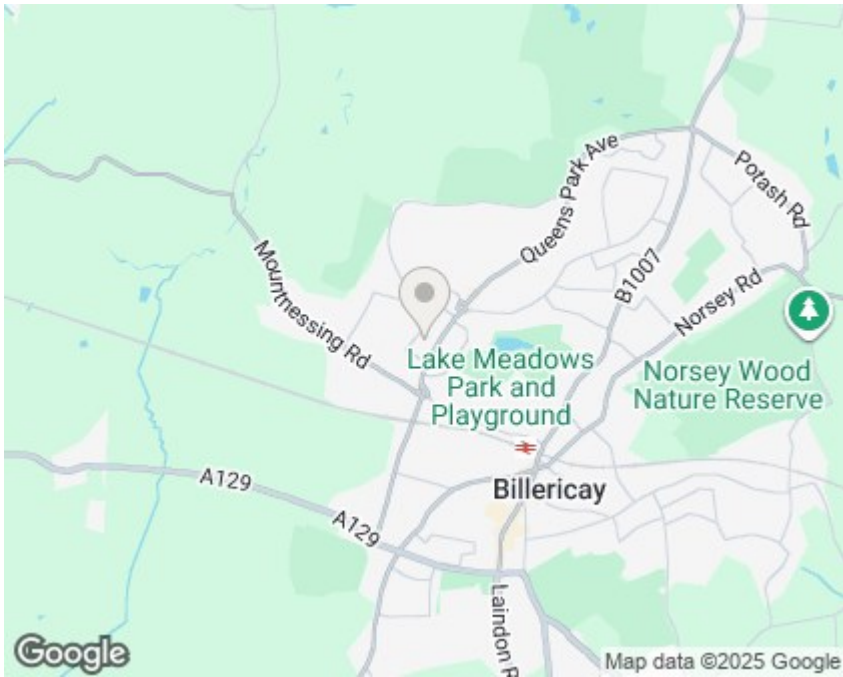 Queens Park Ave
Potash Rd
Mountnessing Rd
B1007
Norsey Rd
Lake Meadows
Park and
Playground
Norsey Wood
Nature Reserve
A129
Billericay
A129
Laindon R
Google
Map data ©2025 Google